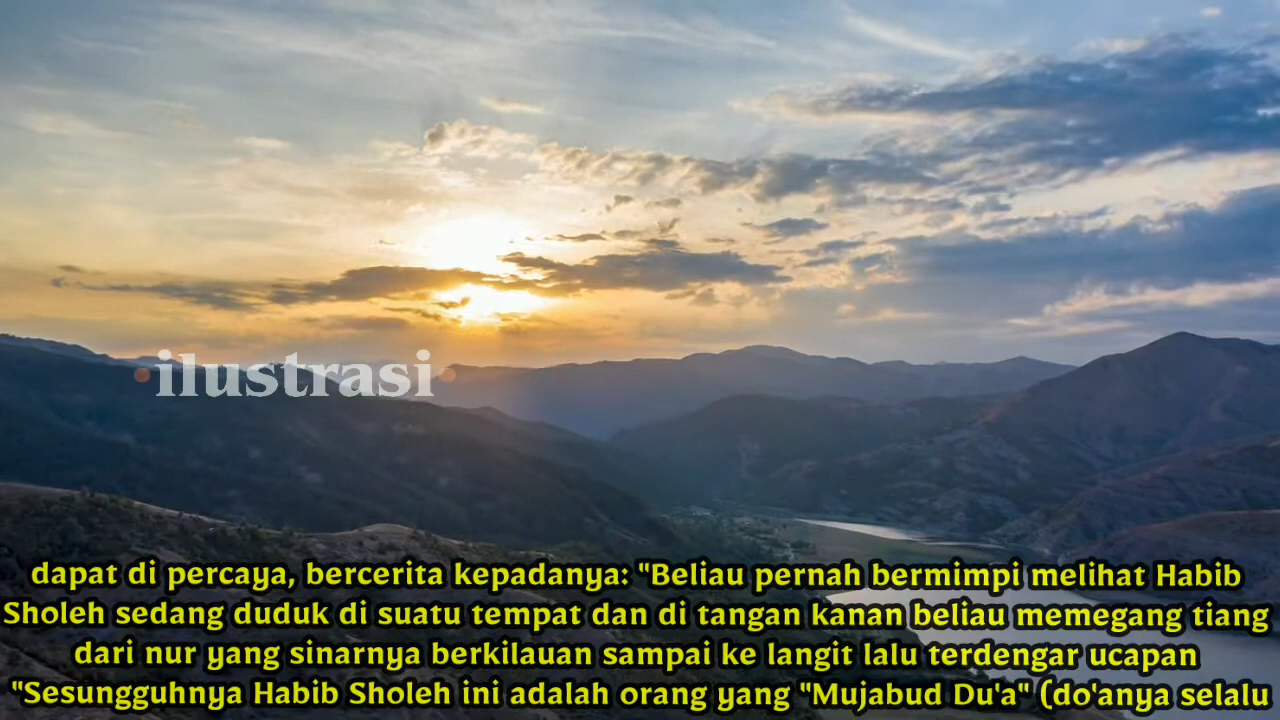 ilustrasi
dapat di percaya, bercerita kepadanya: "Beliau pernah bermimpi melihat Habib
Sholeh sedang duduk di suatu tempat dan di tangan kanan beliau memegang tiang
dari nur yang sinarnya berkilauan sampai ke langit lalu terdengar ucapan
"Sesungguhnya Habib Sholeh ini adalah orang yang "Mujabud Du'a" (do'anya selalu